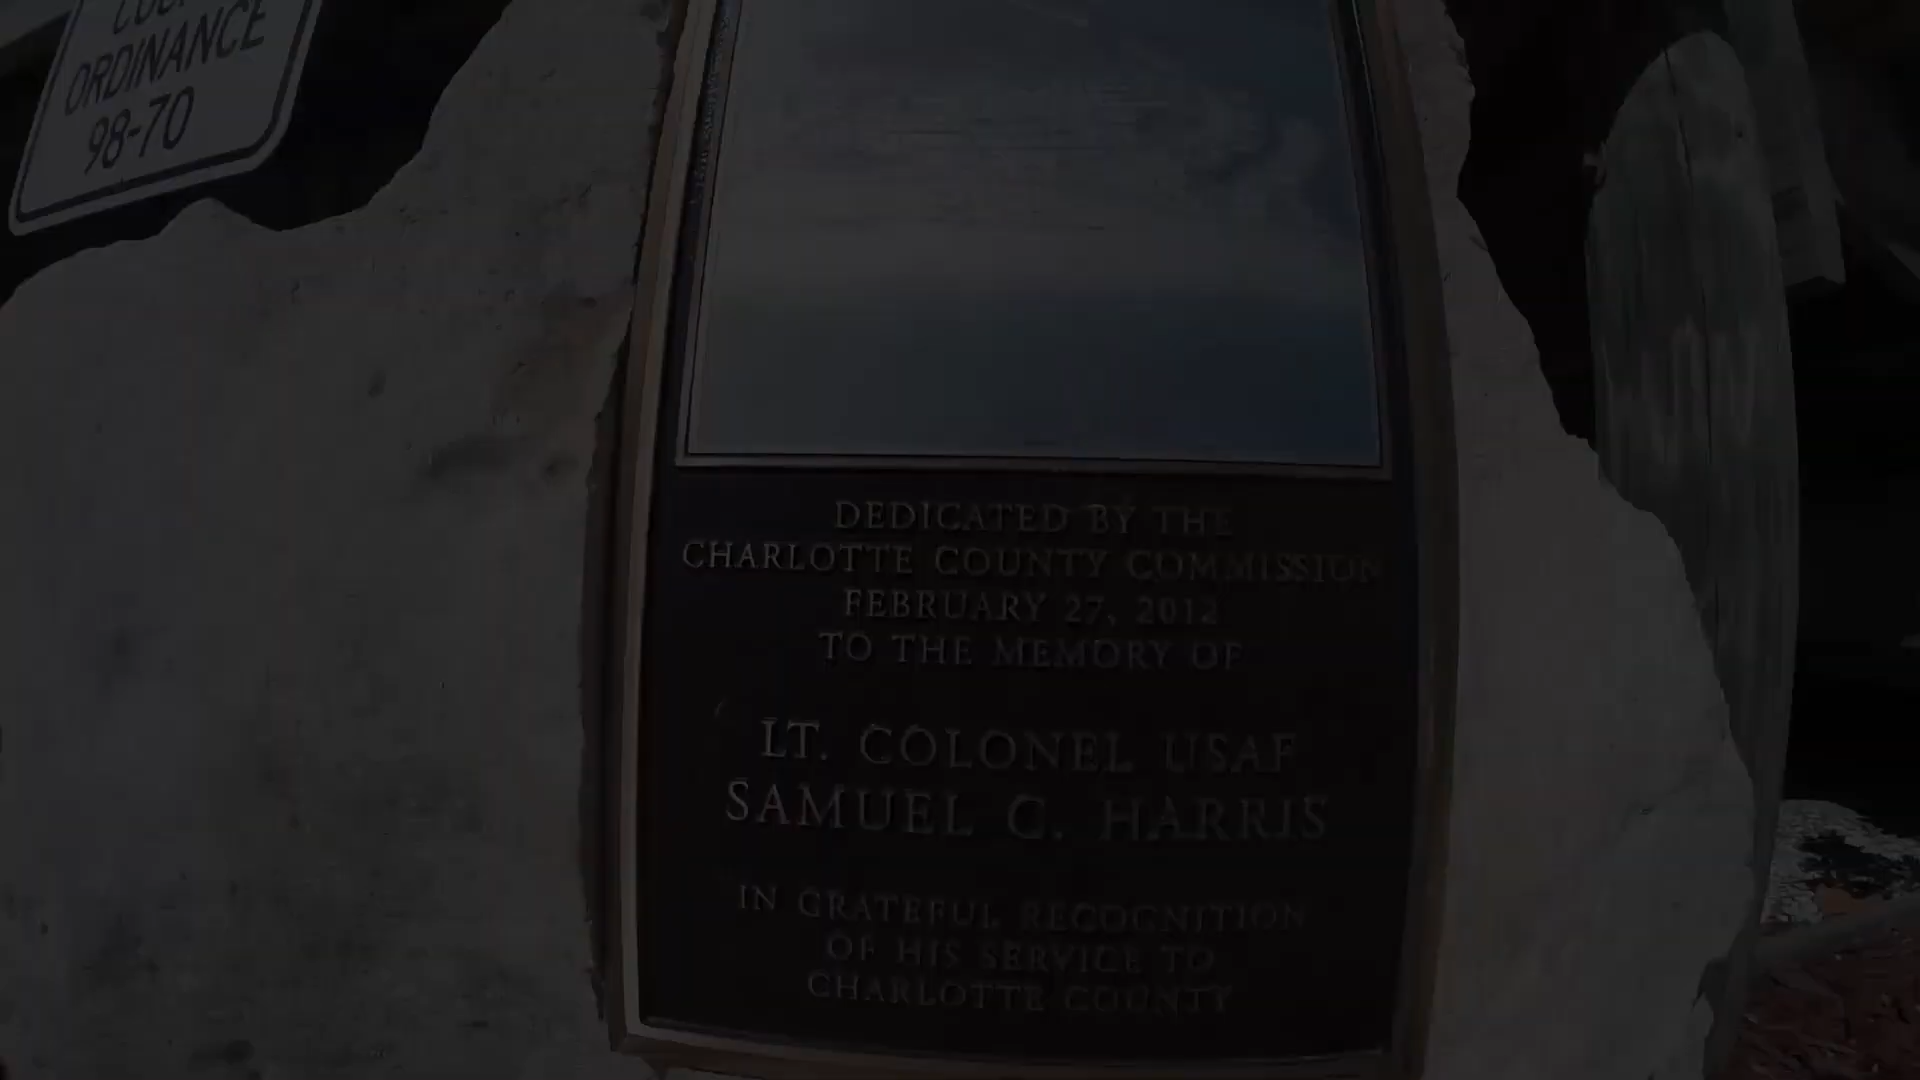 ORDINANCE
98-70
DEDICATED BY THE
CHARLOTTE COUNTY COMMISSION
FEBRUARY 27, 2012
TO THE MEMORY OF
LT. COLONEL USAF
SAMUEL C. HARRIS
IN GRATEFUL RECOGNITION
OF HIS SERVICE TO
CHARLOTTE COUNTY